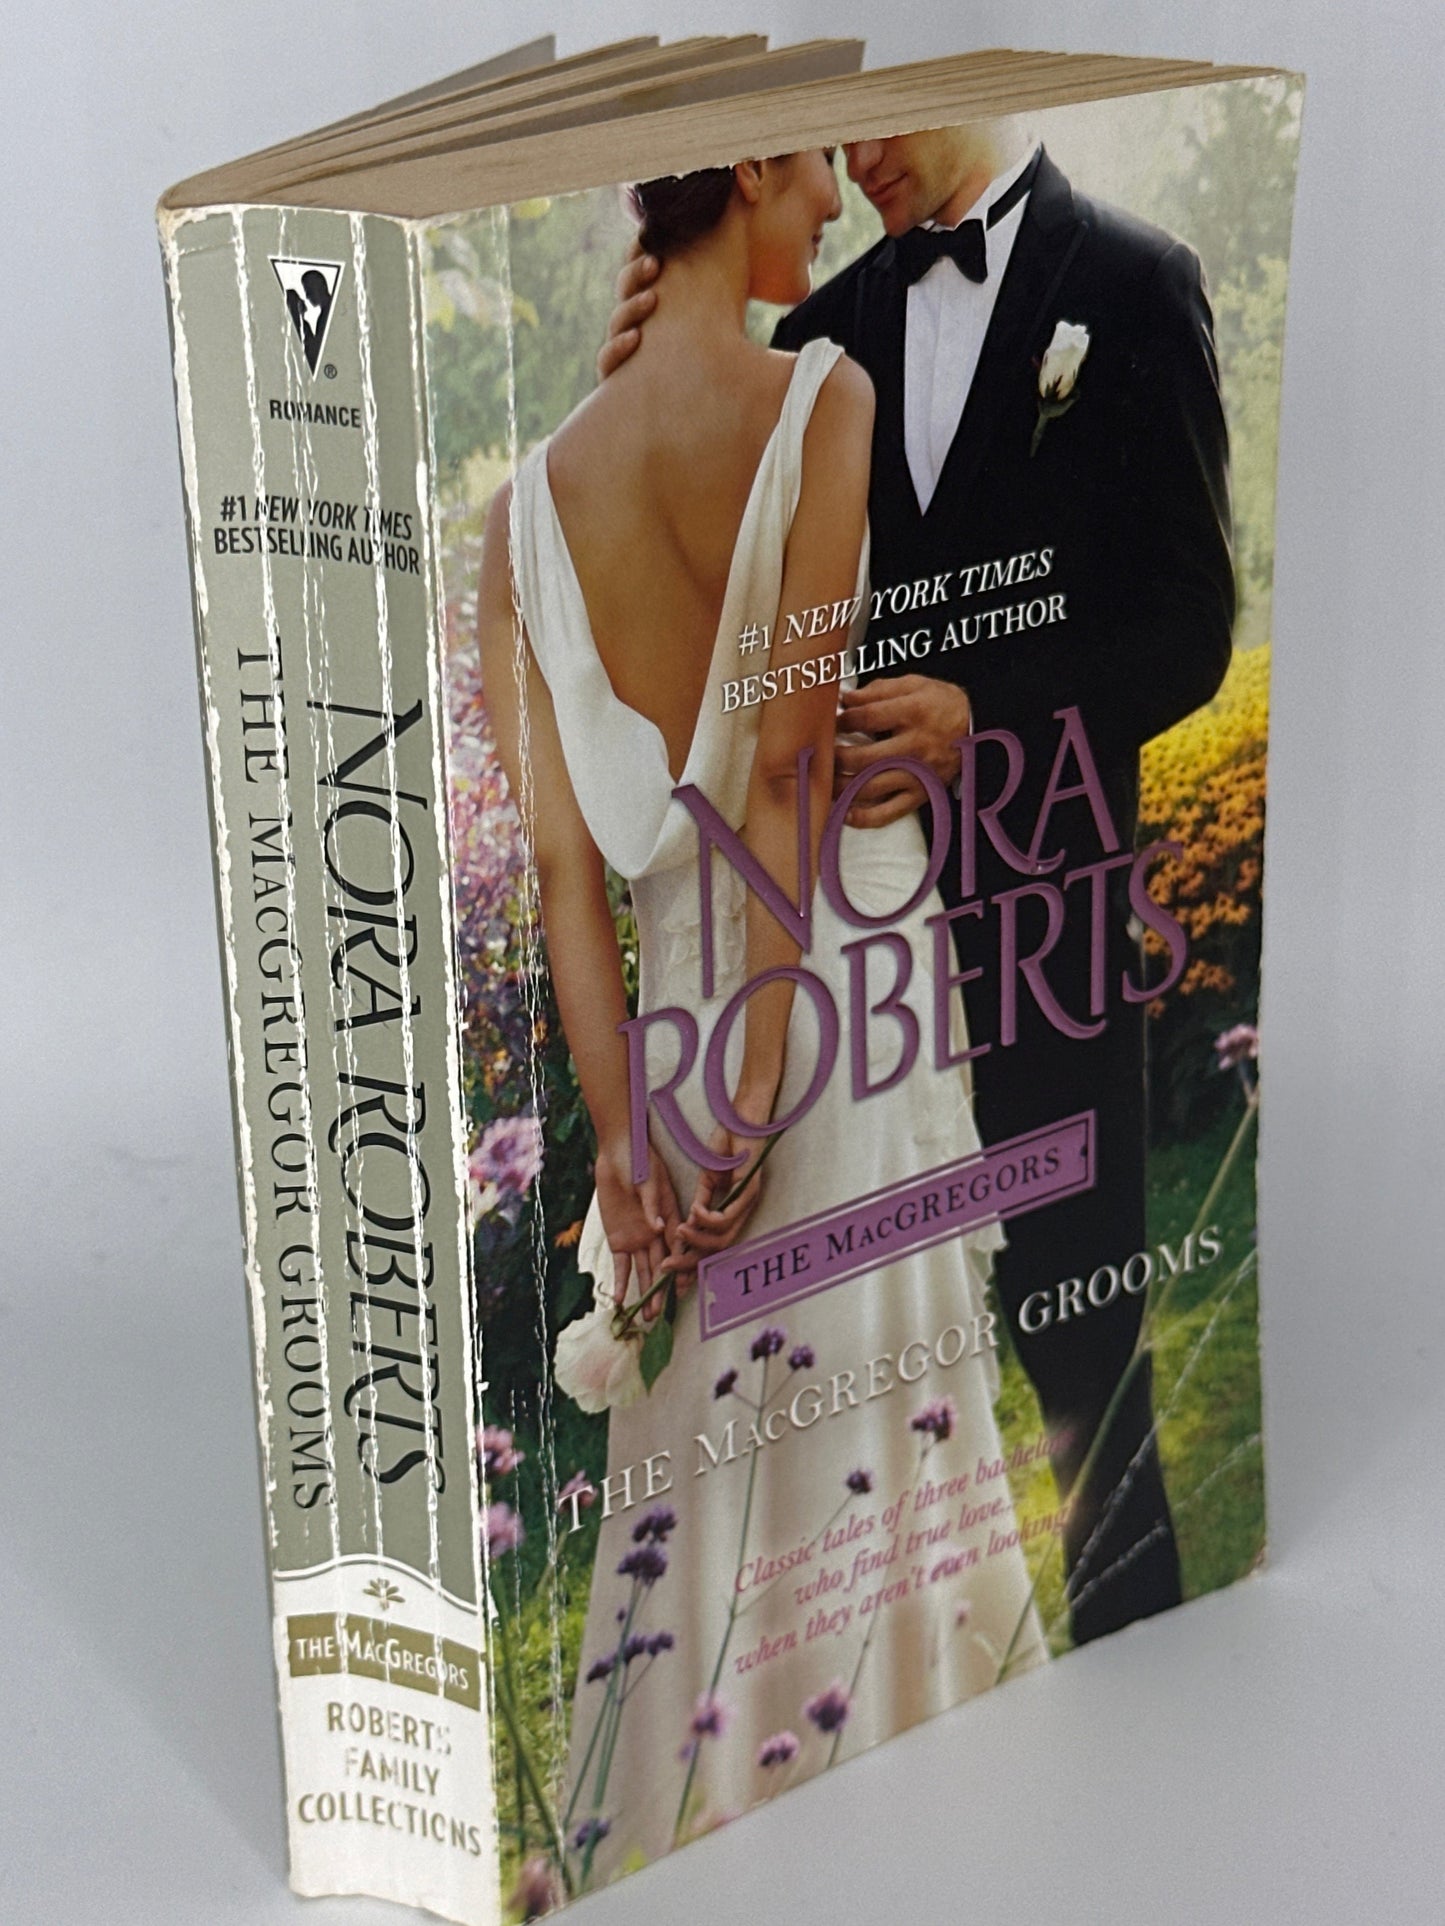 ®
ROMANCE
#1 NEW YORK TIMES
BESTSELLING AUTHOR
NORA ROBERTS
THE MACGREGOR GROOMS
THE MACGREGORS
ROBERTS
FAMILY
COLLECTIONS
#1 NEW YORK TIMES
BESTSELLING AUTHOR
NORA
ROBERTS
THE MACGREGORS
THE MACGREGOR GROOMS
Classic tales of three bachelors
who find true love...
when they aren't even looking!